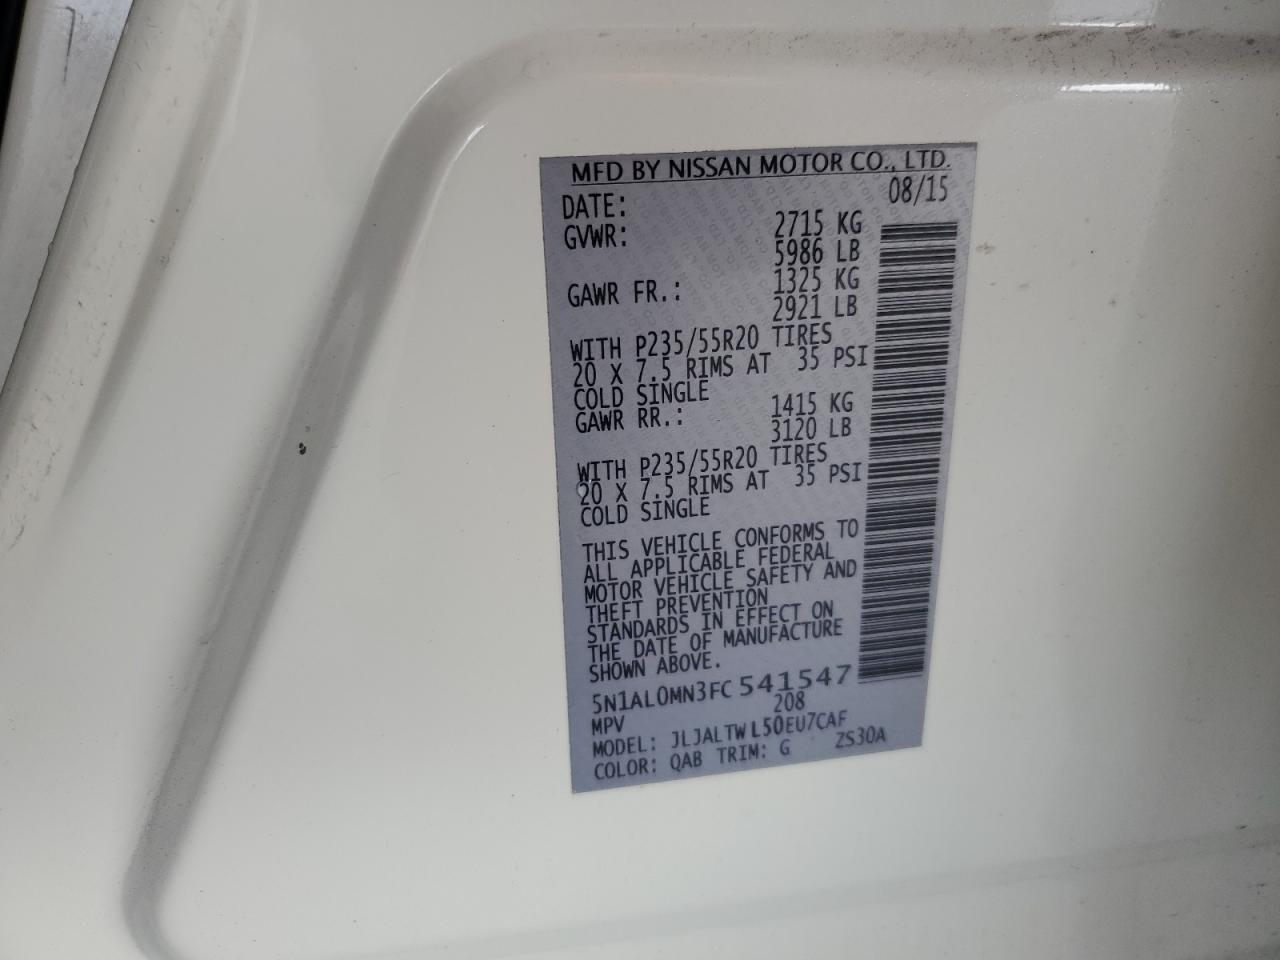 MFD BY NISSAN MOTOR CO., LTD.
DATE: 08/15
GVWR: 2715 KG
5986 LB
GAWR FR.: 1325 KG
2921 LB
WITH P235/55R20 TIRES
20 X 7.5 RIMS AT 35 PSI
COLD SINGLE
GAWR RR.: 1415 KG
3120 LB
WITH P235/55R20 TIRES
20 X 7.5 RIMS AT 35 PSI
COLD SINGLE
THIS VEHICLE CONFORMS TO
ALL APPLICABLE FEDERAL
MOTOR VEHICLE SAFETY AND
THEFT PREVENTION
STANDARDS IN EFFECT ON
THE DATE OF MANUFACTURE
SHOWN ABOVE.
5N1AL0MN3FC 541547
MPV 208
MODEL: JLJALTWL50EU7CAF
COLOR: QAB TRIM: G ZS30A